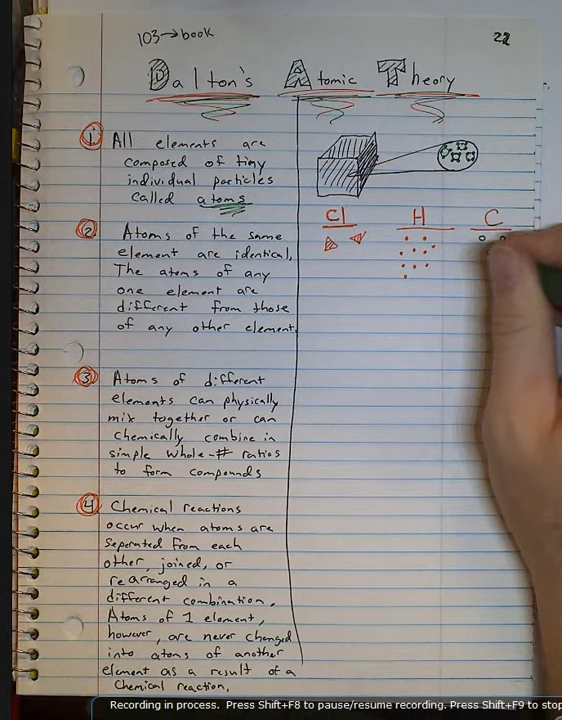 103→book
22
Dalton's Atomic Theory
1 All elements are
composed of tiny
individual particles
called atoms
Cl H C
2 Atoms of the same
element are identical.
The atoms of any
one element are
different from those
of any other element.
3 Atoms of different
elements can physically
mix together or can
chemically combine in
simple whole-# ratios
to form compounds
4 Chemical reactions
occur when atoms are
separated from each
other, joined, or
rearranged in a
different combination.
Atoms of 1 element,
however, are never changed
into atoms of another
element as a result of a
Chemical reaction.
Recording in process. Press Shift+F8 to pause/resume recording. Press Shift+F9 to stop